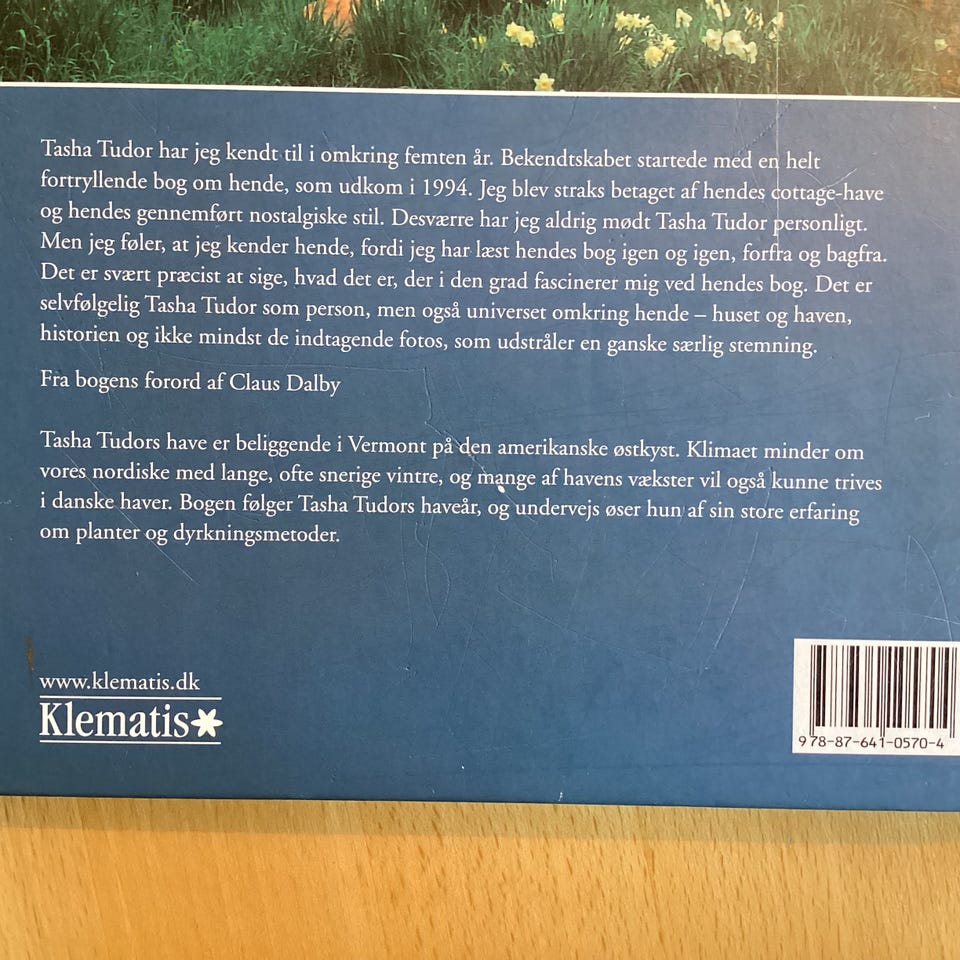 Tasha Tudor har jeg kendt til i omkring femten år. Bekendtskabet startede med en helt
fortryllende bog om hende, som udkom i 1994. Jeg blev straks betaget af hendes cottage-have
og hendes gennemført nostalgiske stil. Desværre har jeg aldrig mødt Tasha Tudor personligt.
Men jeg føler, at jeg kender hende, fordi jeg har læst hendes bog igen og igen, forfra og bagfra.
Det er svært præcist at sige, hvad det er, der i den grad fascinerer mig ved hendes bog. Det er
selvfølgelig Tasha Tudor som person, men også universet omkring hende – huset og haven,
historien og ikke mindst de indtagende fotos, som udstråler en ganske særlig stemning.
Fra bogens forord af Claus Dalby
Tasha Tudors have er beliggende i Vermont på den amerikanske østkyst. Klimaet minder om
vores nordiske med lange, ofte snerige vintre, og mange af havens vækster vil også kunne trives
i danske haver. Bogen følger Tasha Tudors haveår, og undervejs øser hun af sin store erfaring
om planter og dyrkningsmetoder.
www.klematis.dk
Klematis
978-87-641-0570-4